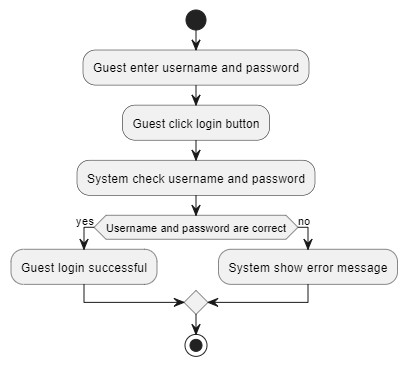 Guest enter username and password
Guest click login button
System check username and password
yes
Username and password are correct
no
Guest login successful
System show error message